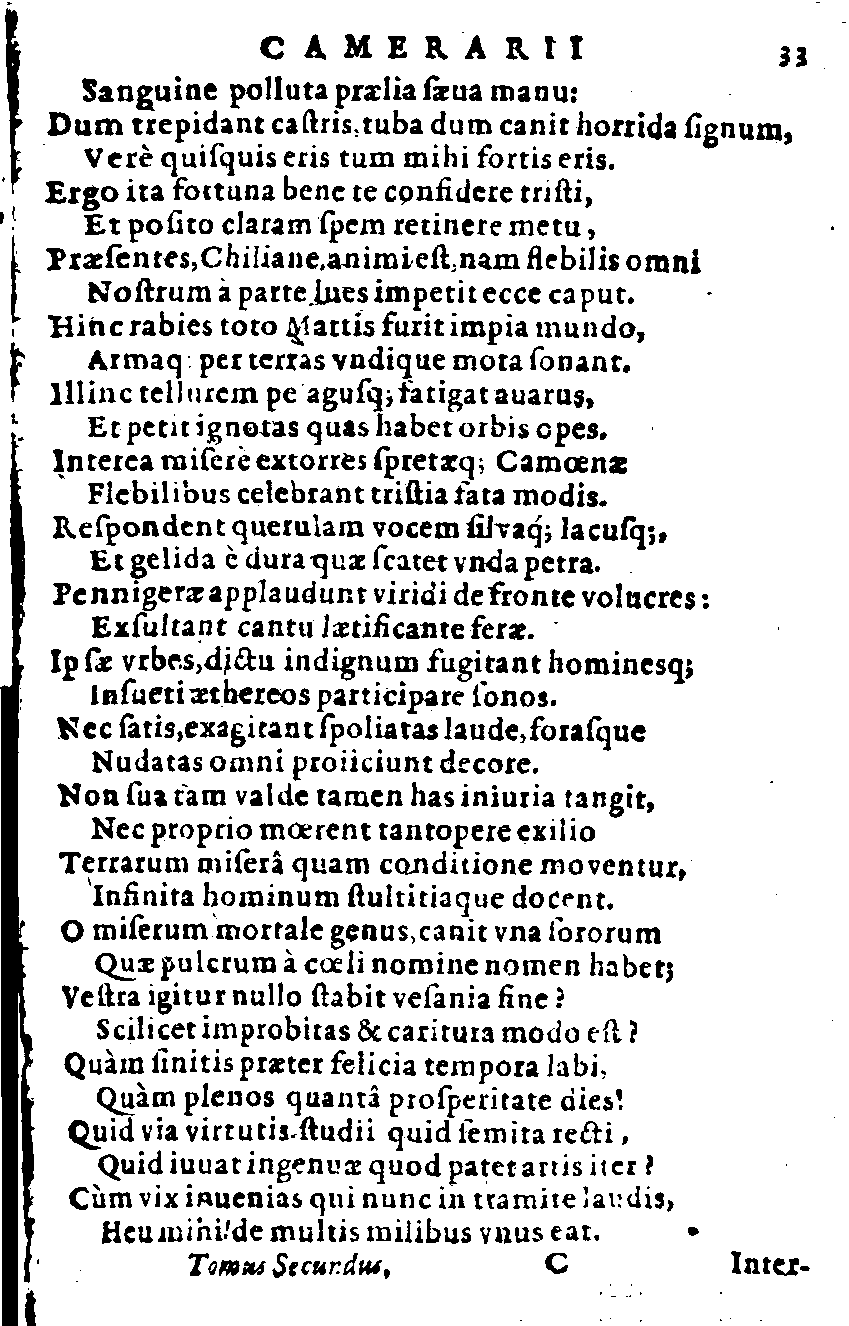 CAMERARII 33
Sanguine polluta prælia ſæua manu:
Dum trepidant caſtris, tuba dum canit horrida ſignum,
Verè quiſquis eris tum mihi fortis eris.
Ergo ita fortuna bene te confidere triſti,
Et poſito claram ſpem retinere metu,
Præſentes, Chiliane, animi eſt, nam flebilis omni
Noſtrum à parte lues impetit ecce caput.
Hinc rabies toto Martis furit impia mundo,
Armaq; per terras vndique mota ſonant.
Illinc tellurem pelaguſq; fatigat auarus,
Et petit ignotas quas habet orbis opes.
Interea miſerè extorres ſpretæq; Camœnæ
Flebilibus celebrant triſtia fata modis.
Reſpondent querulam vocem ſilvaq́; lacuſq;,
Et gelida è dura quæ ſcatet vnda petra.
Pennigeræ applaudunt viridi de fronte volucres:
Exſultant cantu lætificante feræ.
Ipſæ vrbes, dictu indignum fugitant hominesq;
Inſueti æthereos participare ſonos.
Nec ſatis, exagitant ſpoliatas laude, foraſque
Nudatas omni proiiciunt decore.
Non ſua tam valde tamen has iniuria tangit,
Nec proprio mœrent tantopere exilio
Terrarum miſerâ quam conditione moventur,
Infinita hominum ſtultitiaque docent.
O miſerum mortale genus, canit vna ſororum
Quæ pulcrum à cœli nomine nomen habet;
Veſtra igitur nullo ſtabit veſania fine?
Scilicet improbitas & caritura modo eſt?
Quàm ſinitis præter felicia tempora labi,
Quàm plenos quantâ proſperitate dies!
Quid via virtutis ſtudii quid ſemita recti,
Quid iuuat ingenuæ quod patet artis iter?
Cùm vix inuenias qui nunc in tramite laudis,
Heu mihi! de multis milibus vnus eat.
Tomus Secundus, C Inter-